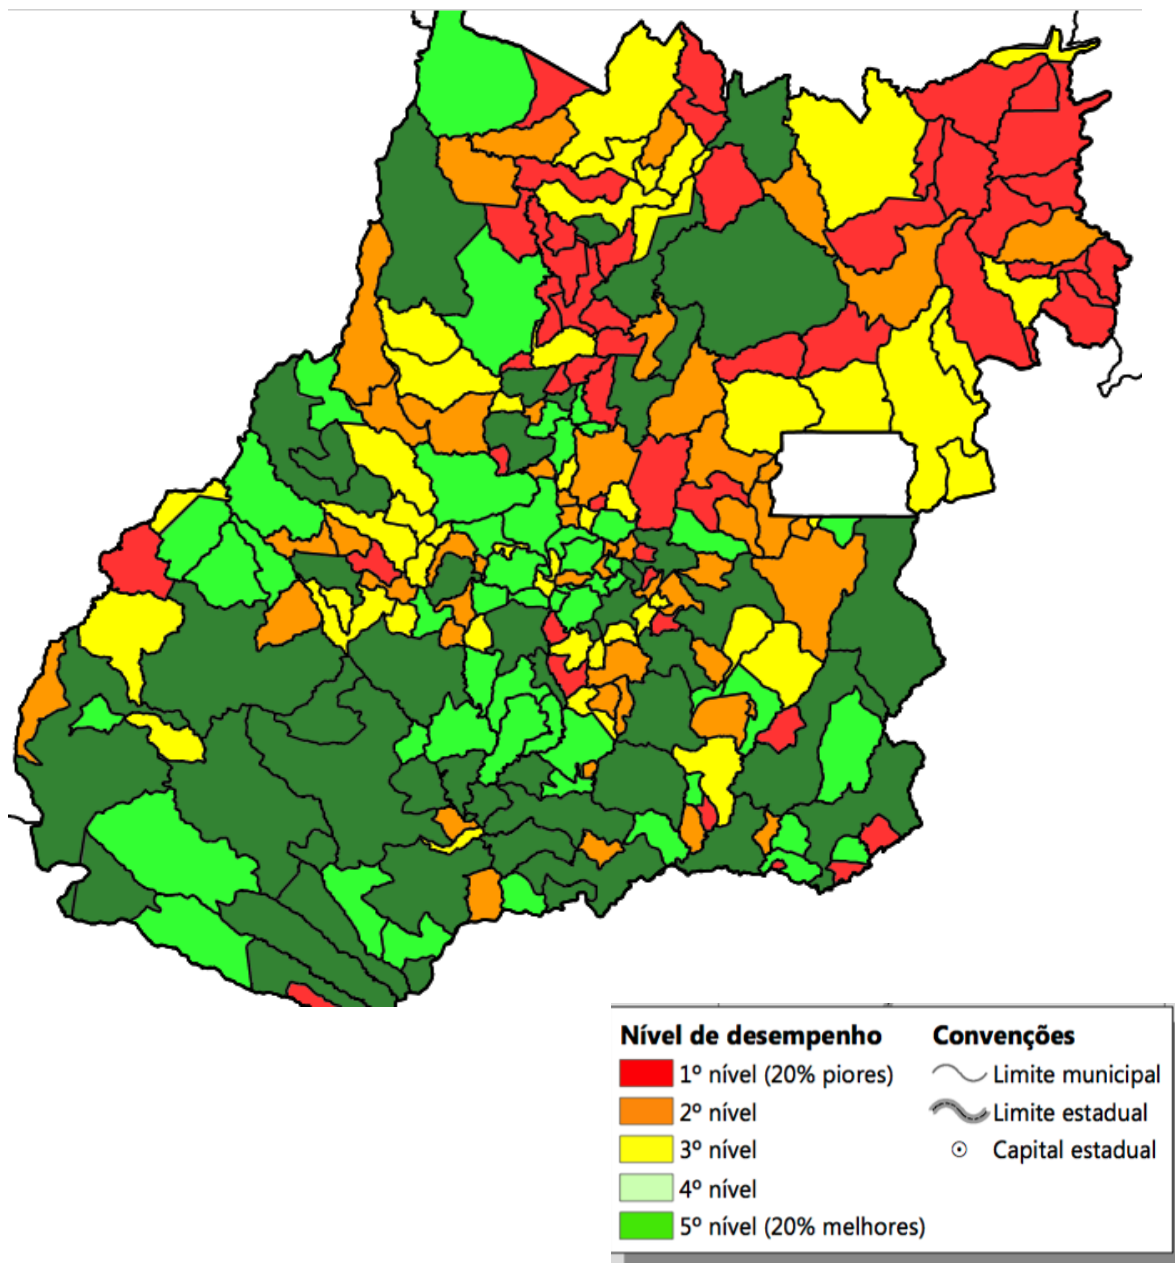 Nível de desempenho
1º nível (20% piores)
2º nível
3º nível
4º nível
5º nível (20% melhores)
Convenções
Limite municipal
Limite estadual
Capital estadual